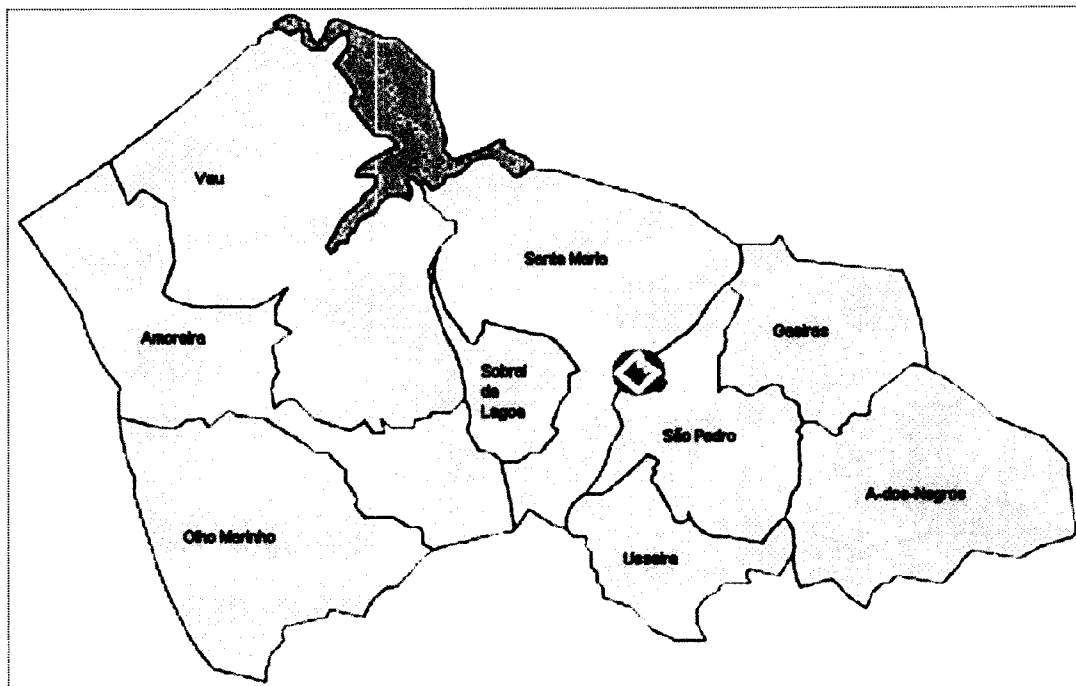 Vau
Santa Maria
Gaeiras
Amoreira
Sobral
da
Lagoa
São Pedro
A-dos-Negros
Olho Marinho
Usseira